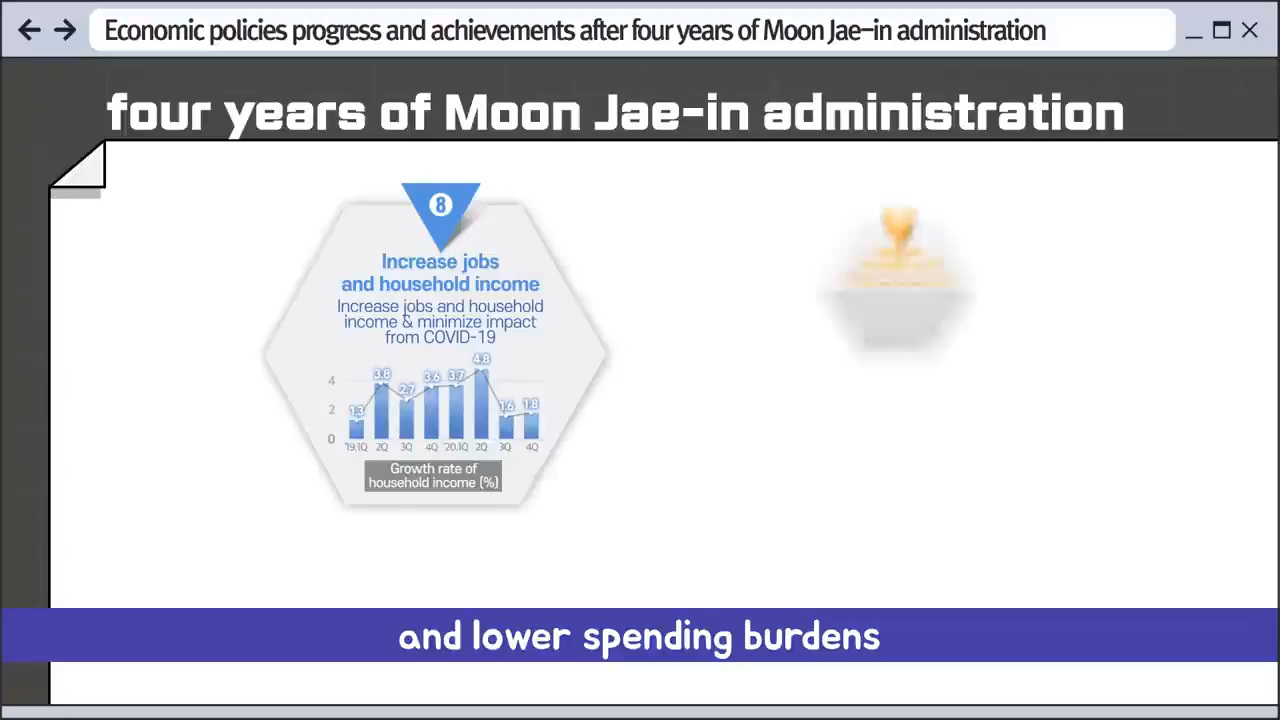 Economic policies progress and achievements after four years of Moon Jae-in administration
four years of Moon Jae-in administration
8
Increase jobs
and household income
Increase jobs and household
income & minimize impact
from COVID-19
4
2
0
1.3
3.8
2.7
3.6
3.7
4.8
1.6
1.8
'19.1Q 2Q 3Q 4Q '20.1Q 2Q 3Q 4Q
Growth rate of
household income (%)
and lower spending burdens